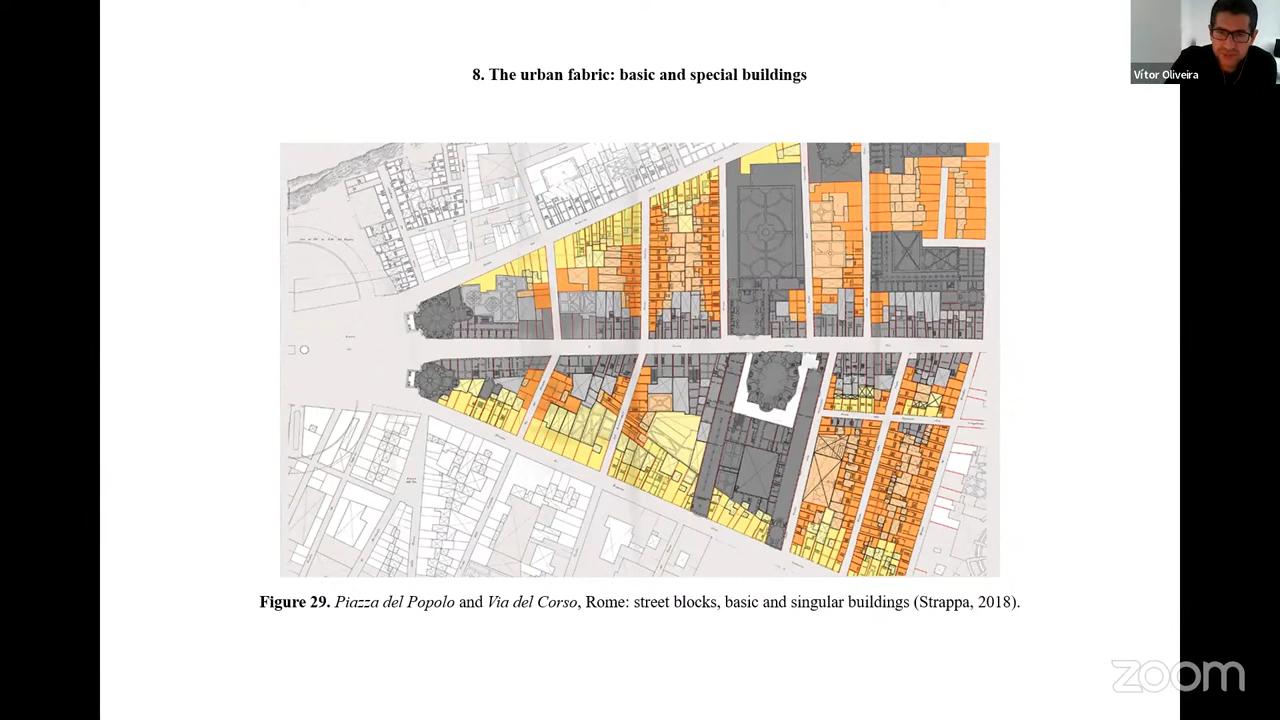 8. The urban fabric: basic and special buildings
Vítor Oliveira
Figure 29. Piazza del Popolo and Via del Corso, Rome: street blocks, basic and singular buildings (Strappa, 2018).
zoom